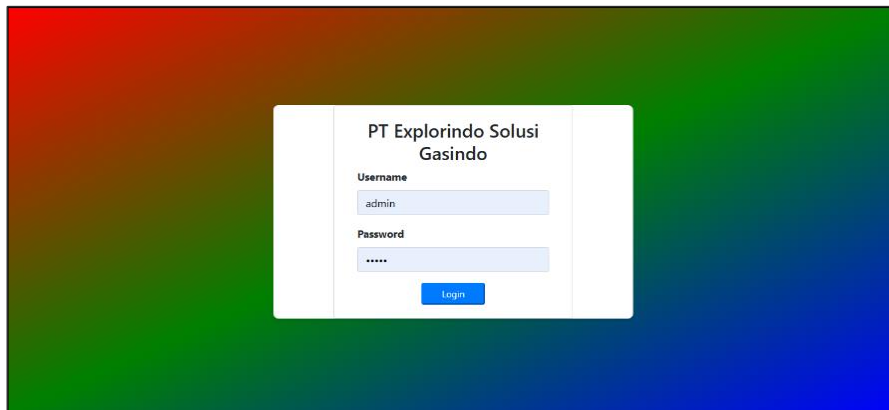 PT Explorindo Solusi
Gasindo
Username
admin
Password
•••••
Login